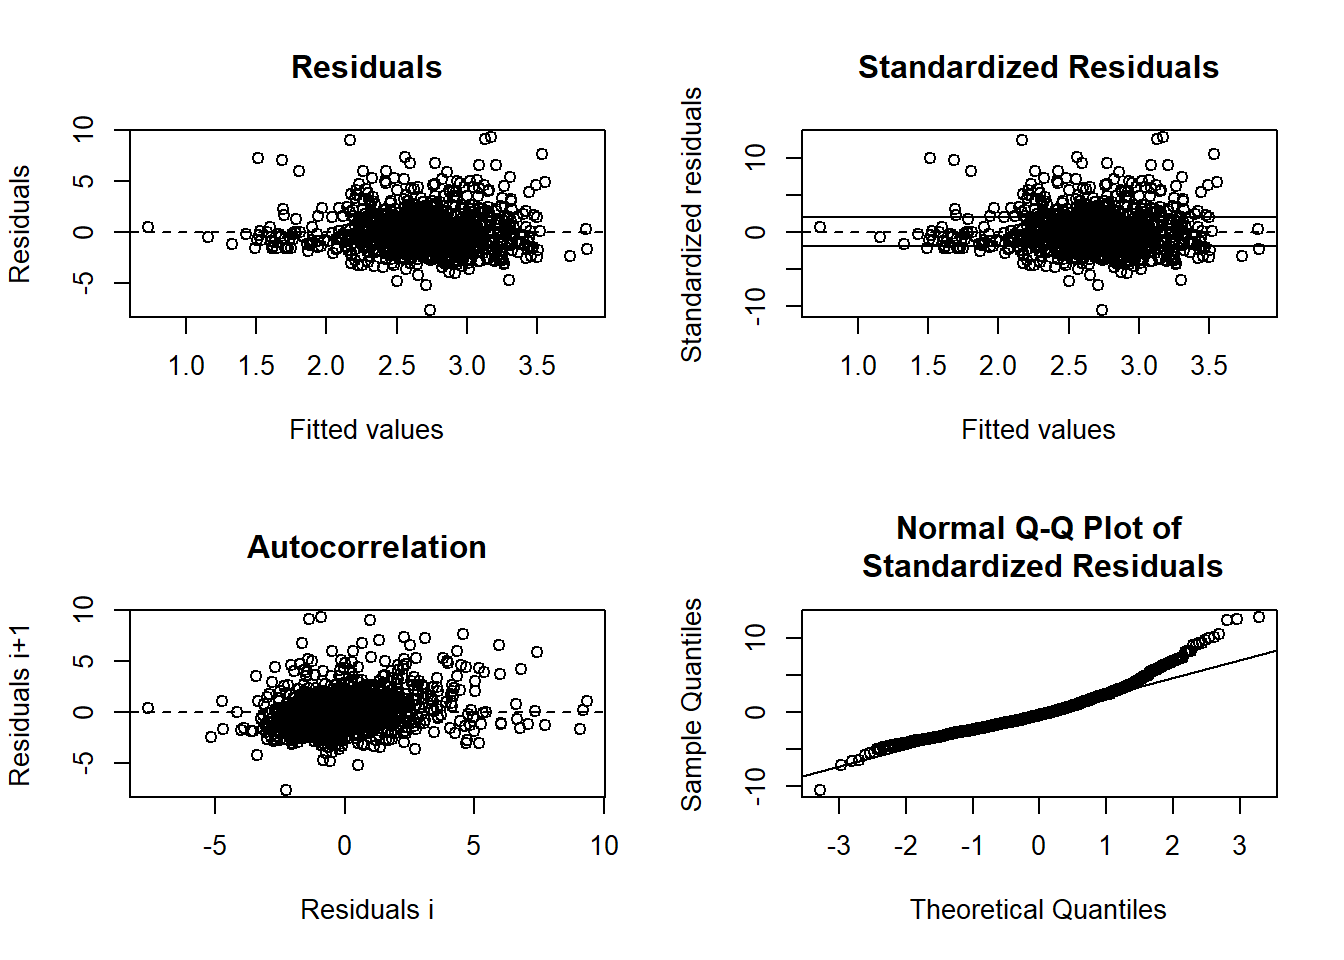 Residuals
Residuals
10
5
0
-5
1.0 1.5 2.0 2.5 3.0 3.5
Fitted values
Standardized Residuals
Standardized residuals
10
0
-10
1.0 1.5 2.0 2.5 3.0 3.5
Fitted values
Autocorrelation
Residuals i+1
10
5
0
-5
-5 0 5 10
Residuals i
Normal Q-Q Plot of
Standardized Residuals
Sample Quantiles
10
0
-10
-3 -2 -1 0 1 2 3
Theoretical Quantiles